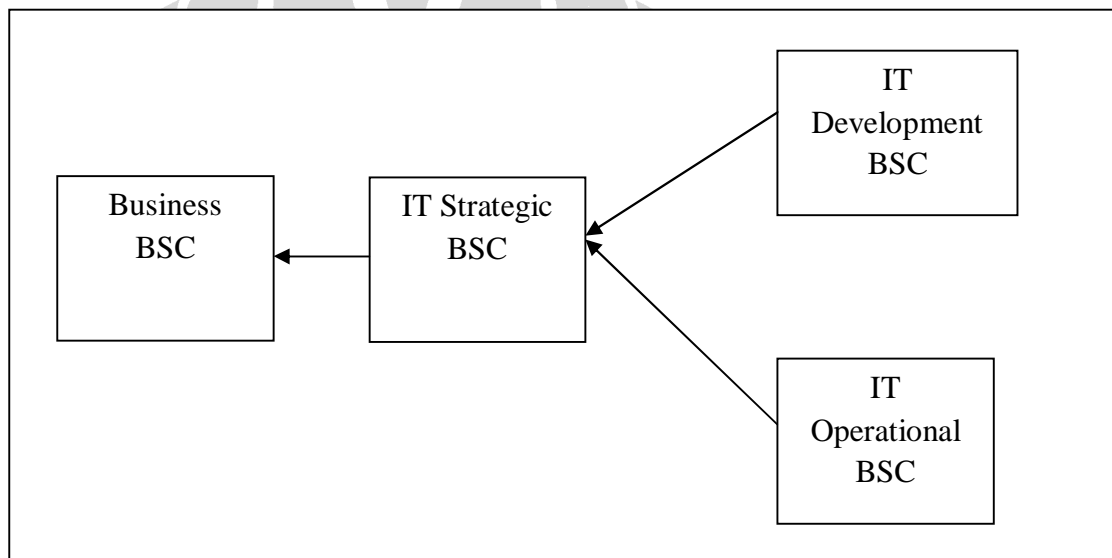 Business
BSC
IT Strategic
BSC
IT
Development
BSC
IT
Operational
BSC